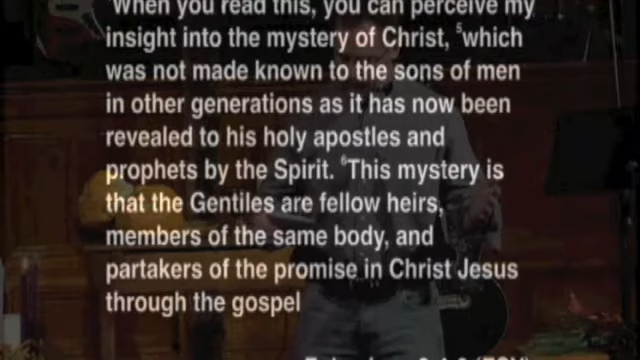 When you read this, you can perceive my
insight into the mystery of Christ, ⁵which
was not made known to the sons of men
in other generations as it has now been
revealed to his holy apostles and
prophets by the Spirit. ⁶This mystery is
that the Gentiles are fellow heirs,
members of the same body, and
partakers of the promise in Christ Jesus
through the gospel